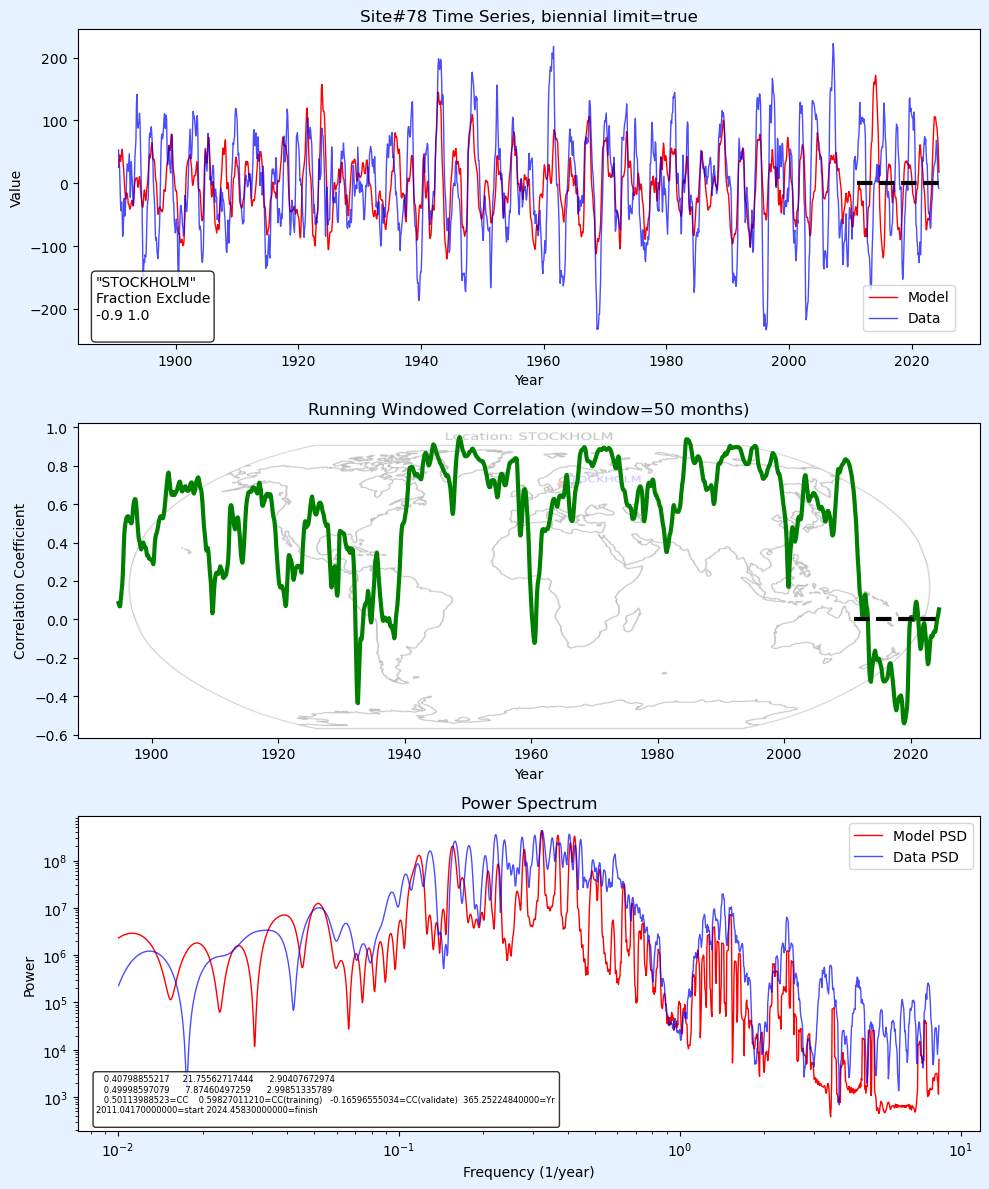 Site#78 Time Series, biennial limit=true
200
100
0
−100
−200
Value
"STOCKHOLM"
Fraction Exclude
-0.9 1.0
Model
Data
1900
1920
1940
1960
1980
2000
2020
Year
Running Windowed Correlation (window=50 months)
Location: STOCKHOLM
STOCKHOLM
1.0
0.8
0.6
0.4
0.2
0.0
−0.2
−0.4
−0.6
Correlation Coefficient
1900
1920
1940
1960
1980
2000
2020
Year
Power Spectrum
Model PSD
Data PSD
10⁸
10⁷
10⁶
10⁵
10⁴
10³
Power
0.40798855217 21.75562717444 2.90407672974
0.49998597079 7.87460497259 2.99851335789
0.50113988523=CC 0.59827011210=CC(training) -0.16596555034=CC(validate) 365.25224840000=Yr
2011.04170000000=start 2024.45830000000=finish
10⁻²
10⁻¹
10⁰
10¹
Frequency (1/year)